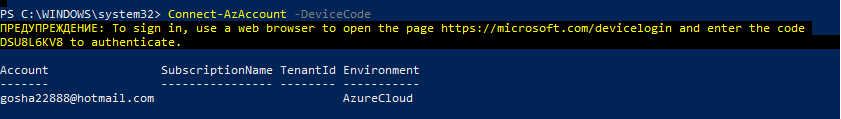 PS C:\WINDOWS\system32> Connect-AzAccount -DeviceCode
ПРЕДУПРЕЖДЕНИЕ: To sign in, use a web browser to open the page https://microsoft.com/devicelogin and enter the code
DSU8L6KV8 to authenticate.
Account SubscriptionName TenantId Environment
------- ---------------- -------- -----------
gosha22888@hotmail.com AzureCloud